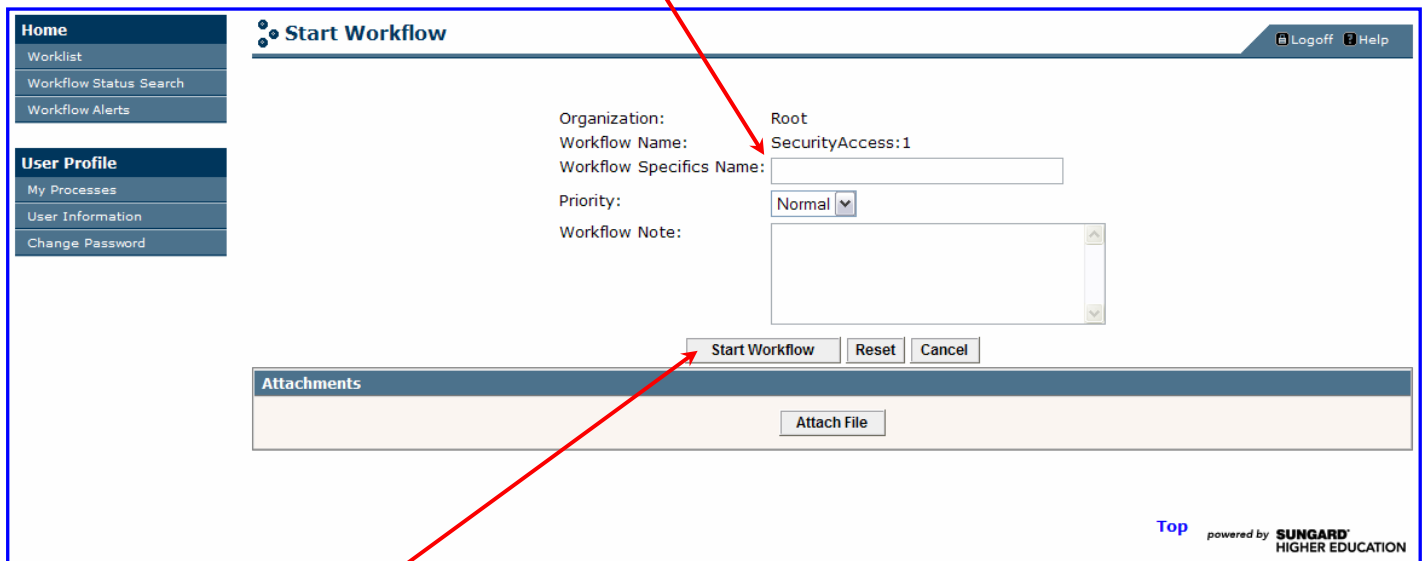 Home
Worklist
Workflow Status Search
Workflow Alerts
User Profile
My Processes
User Information
Change Password
Start Workflow
Logoff Help
Organization: Root
Workflow Name: SecurityAccess:1
Workflow Specifics Name:
Priority: Normal
Workflow Note:
Start Workflow Reset Cancel
Attachments
Attach File
Top
powered by SUNGARD'
HIGHER EDUCATION